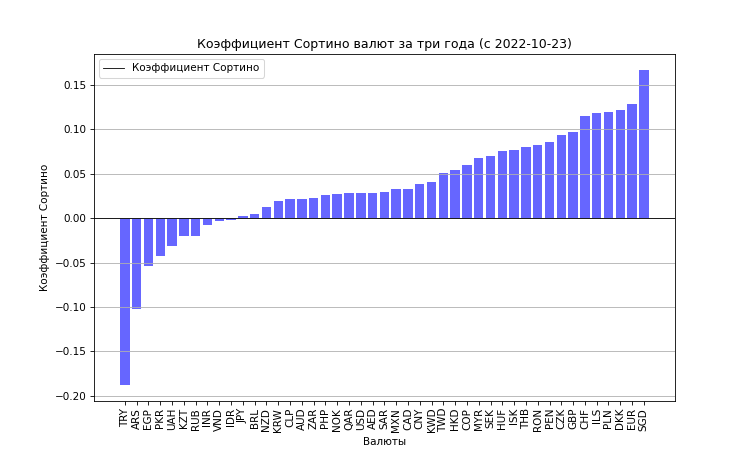 Коэффициент Сортино валют за три года (с 2022-10-23)
Коэффициент Сортино
Коэффициент Сортино
0.15
0.10
0.05
0.00
−0.05
−0.10
−0.15
−0.20
TRY ARS EGP PKR UAH KZT RUB INR VND IDR JPY BRL NZD KRW CLP AUD ZAR PHP NOK QAR USD AED SAR MXN CAD CNY KWD TWD HKD COP MYR SEK HUF ISK THB RON PEN CZK GBP CHF ILS PLN DKK EUR SGD
Валюты